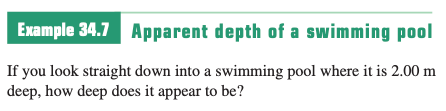 Example 34.7 Apparent depth of a swimming pool
If you look straight down into a swimming pool where it is 2.00 m
deep, how deep does it appear to be?